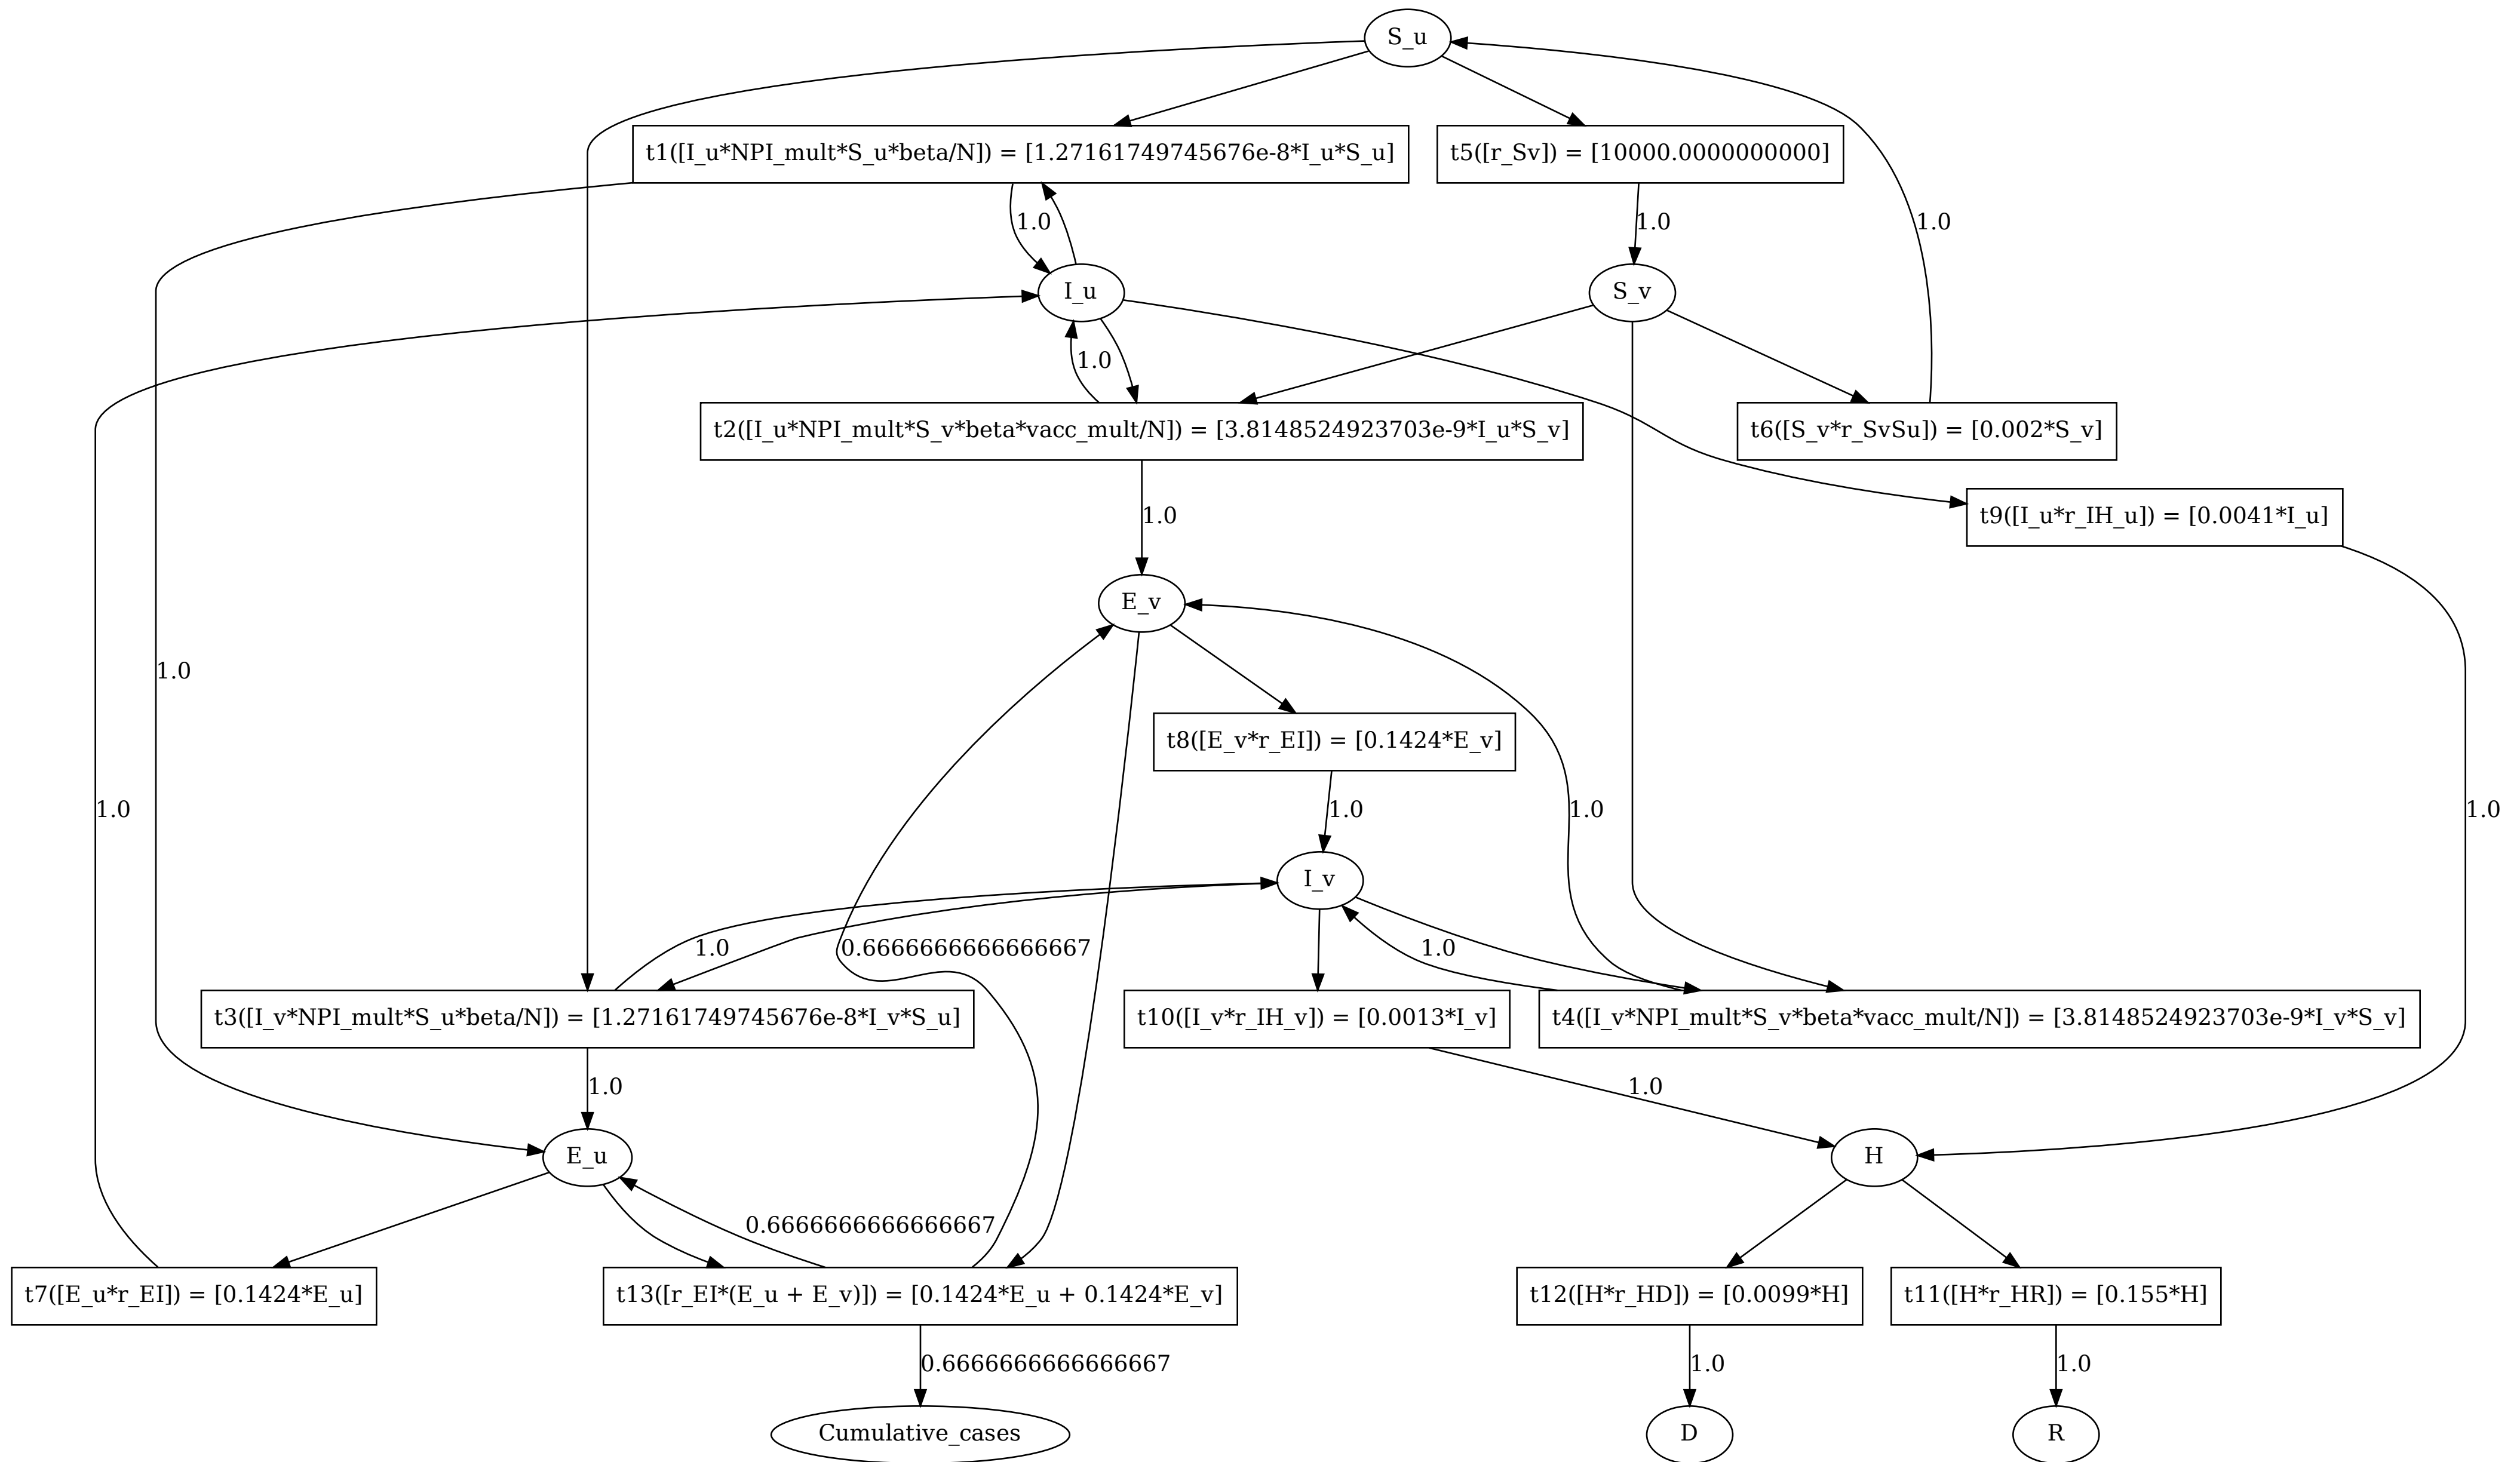 S_u
t1([I_u*NPI_mult*S_u*beta/N]) = [1.27161749745676e-8*I_u*S_u]
t5([r_Sv]) = [10000.0000000000]
1.0
1.0
1.0
I_u
S_v
1.0
t2([I_u*NPI_mult*S_v*beta*vacc_mult/N]) = [3.8148524923703e-9*I_u*S_v]
t6([S_v*r_SvSu]) = [0.002*S_v]
1.0
t9([I_u*r_IH_u]) = [0.0041*I_u]
E_v
1.0
t8([E_v*r_EI]) = [0.1424*E_v]
1.0
1.0
1.0
1.0
I_v
1.0
0.6666666666666667
1.0
t3([I_v*NPI_mult*S_u*beta/N]) = [1.27161749745676e-8*I_v*S_u]
t10([I_v*r_IH_v]) = [0.0013*I_v]
t4([I_v*NPI_mult*S_v*beta*vacc_mult/N]) = [3.8148524923703e-9*I_v*S_v]
1.0
1.0
E_u
H
0.6666666666666667
t7([E_u*r_EI]) = [0.1424*E_u]
t13([r_EI*(E_u + E_v)]) = [0.1424*E_u + 0.1424*E_v]
t12([H*r_HD]) = [0.0099*H]
t11([H*r_HR]) = [0.155*H]
0.6666666666666667
1.0
1.0
Cumulative_cases
D
R